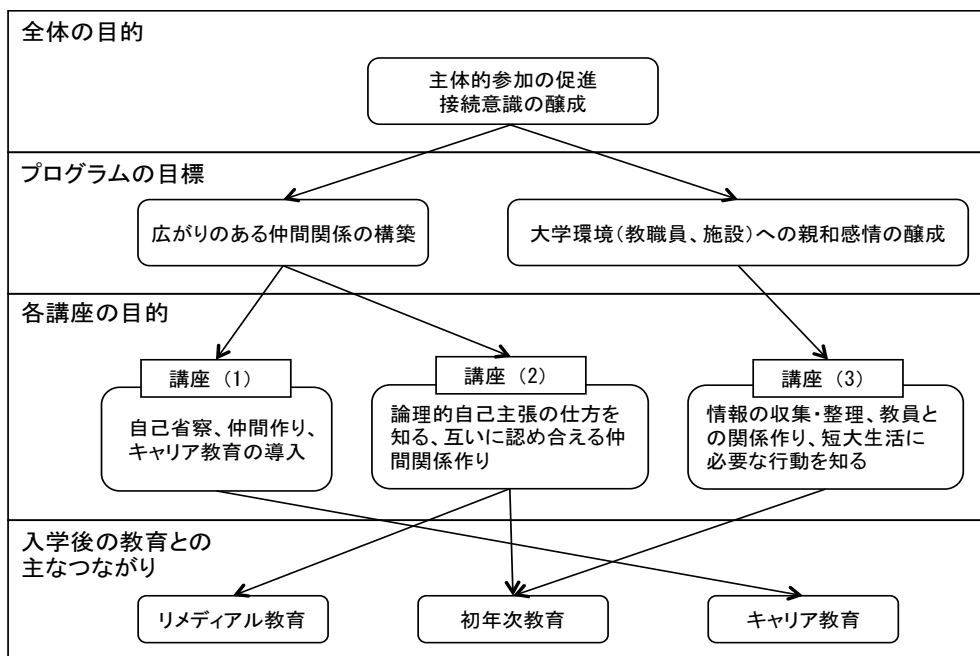 全体の目的
主体的参加の促進
接続意識の醸成
プログラムの目標
広がりのある仲間関係の構築
大学環境(教職員、施設)への親和感情の醸成
各講座の目的
講座 (1)
自己省察、仲間作り、
キャリア教育の導入
講座 (2)
論理的自己主張の仕方を
知る、互いに認め合える仲
間関係作り
講座 (3)
情報の収集・整理、教員と
の関係作り、短大生活に
必要な行動を知る
入学後の教育との
主なつながり
リメディアル教育
初年次教育
キャリア教育